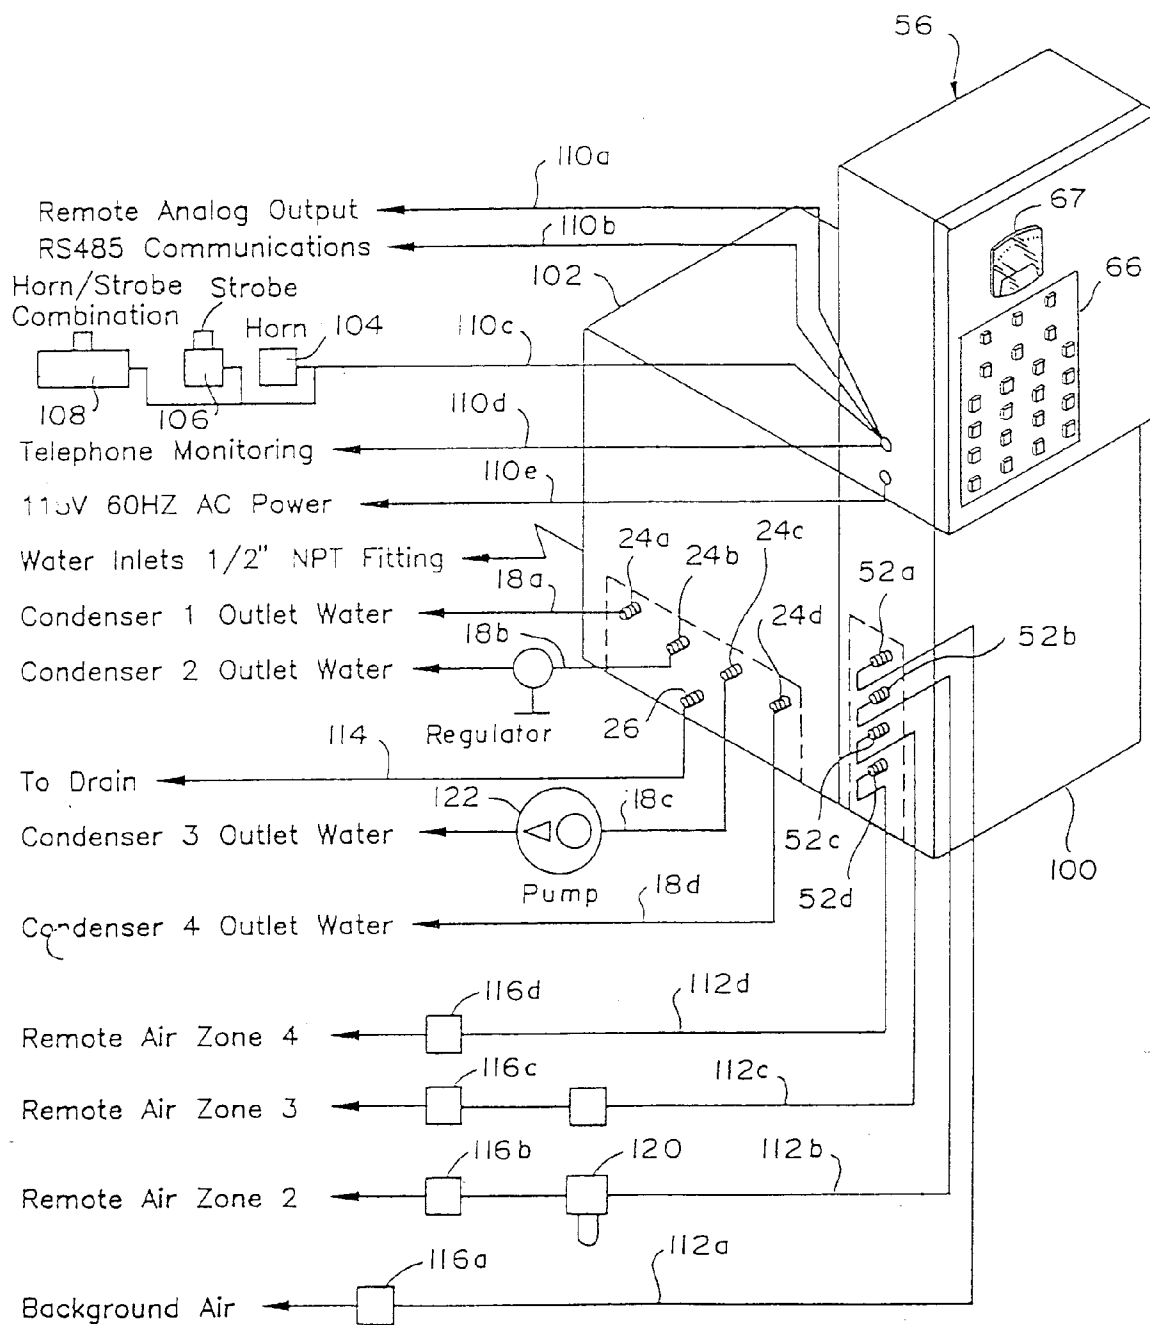 56
110a
Remote Analog Output
67
110b
RS485 Communications
66
102
Horn/Strobe
Combination
Strobe
Horn
104
110c
108
106
110d
Telephone Monitoring
110e
60HZ AC Power
24a
24b
24c
Water Inlets 1/2" NPT Fitting
18a
52a
Condenser 1 Outlet Water
24d
18b
52b
Condenser 2 Outlet Water
26
Regulator
114
To Drain
122
18c
52c
Condenser 3 Outlet Water
100
Pump
52d
18d
Condenser 4 Outlet Water
116d
112d
Remote Air Zone 4
116c
112c
Remote Air Zone 3
116b
120
112b
Remote Air Zone 2
116a
112a
Background Air